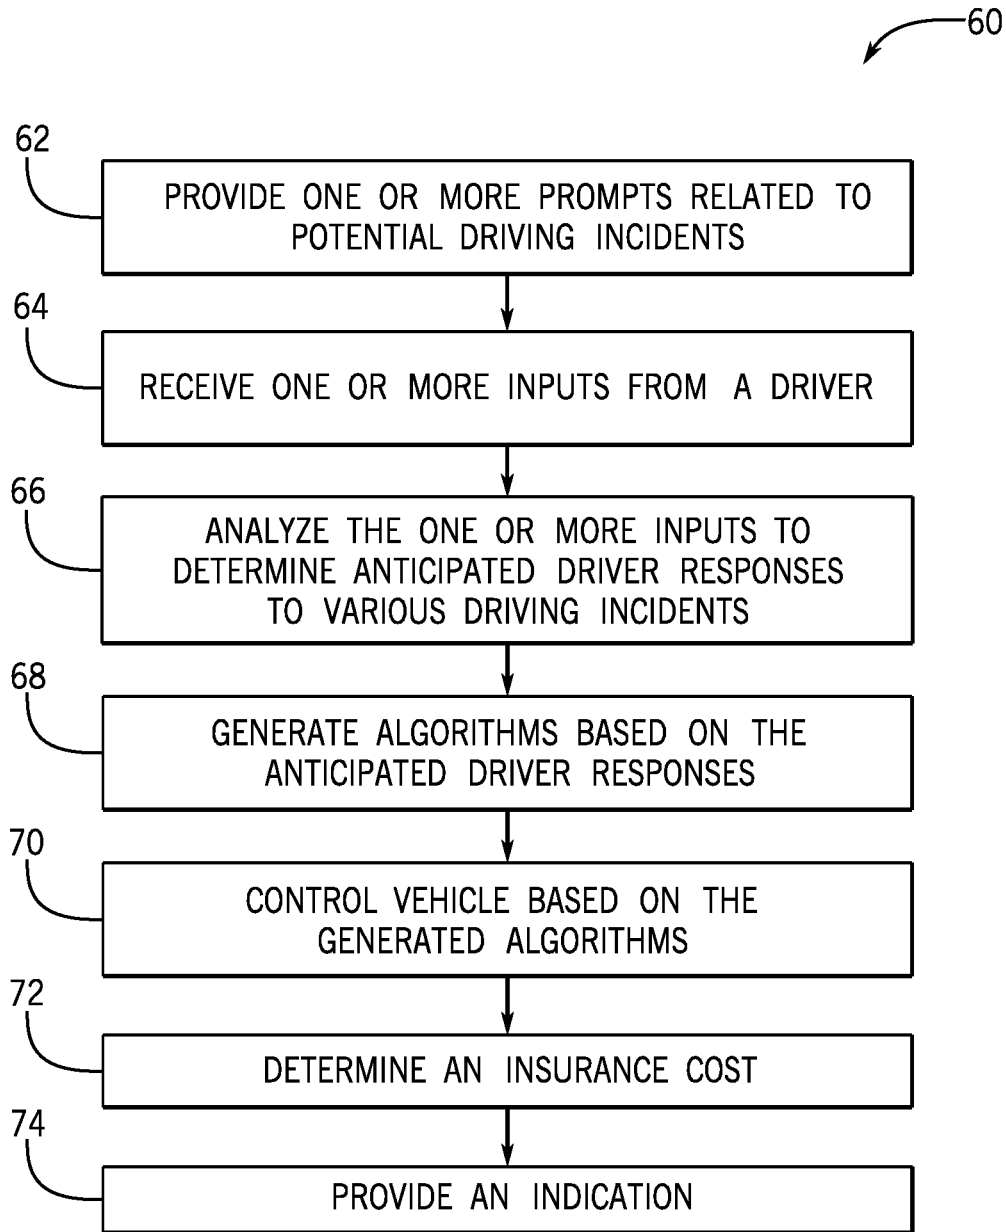 60
62
PROVIDE ONE OR MORE PROMPTS RELATED TO
POTENTIAL DRIVING INCIDENTS
64
RECEIVE ONE OR MORE INPUTS FROM A DRIVER
66
ANALYZE THE ONE OR MORE INPUTS TO
DETERMINE ANTICIPATED DRIVER RESPONSES
TO VARIOUS DRIVING INCIDENTS
68
GENERATE ALGORITHMS BASED ON THE
ANTICIPATED DRIVER RESPONSES
70
CONTROL VEHICLE BASED ON THE
GENERATED ALGORITHMS
72
DETERMINE AN INSURANCE COST
74
PROVIDE AN INDICATION